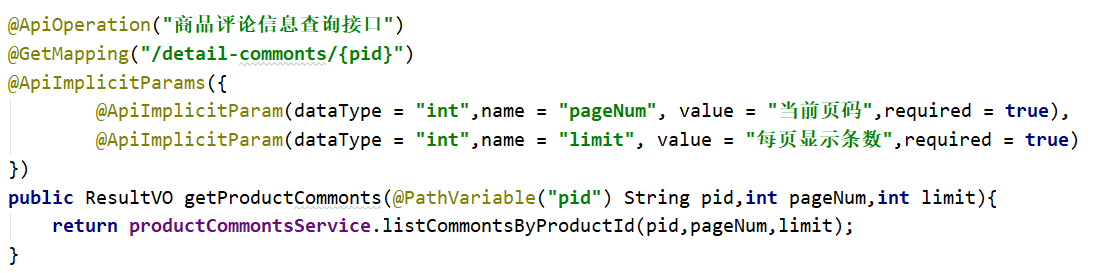 @ApiOperation("商品评论信息查询接口")
@GetMapping("/detail-commonts/{pid}")
@ApiImplicitParams({
        @ApiImplicitParam(dataType = "int",name = "pageNum", value = "当前页码",required = true),
        @ApiImplicitParam(dataType = "int",name = "limit", value = "每页显示条数",required = true)
})
public ResultVO getProductCommonts(@PathVariable("pid") String pid,int pageNum,int limit){
    return productCommontsService.listCommontsByProductId(pid,pageNum,limit);
}